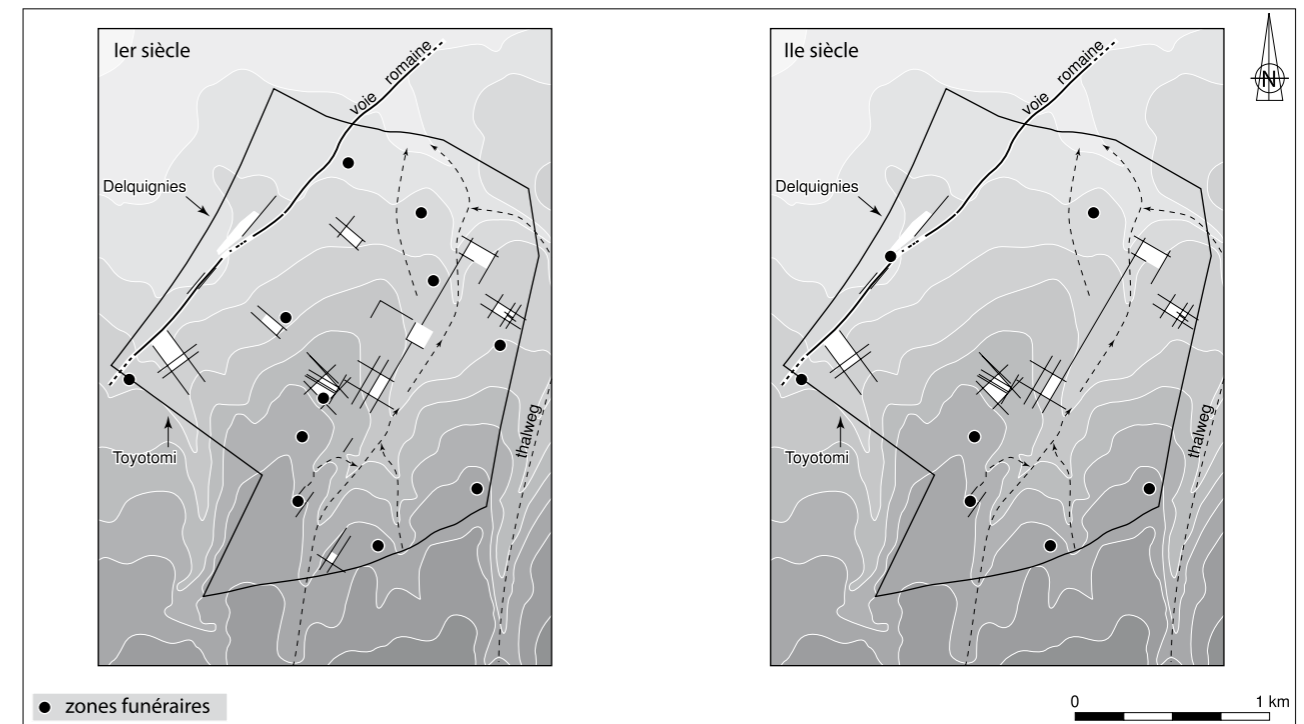 Ier siècle
voie romaine
Delquignies
Toyotomi
thalweg
IIe siècle
voie romaine
Delquignies
Toyotomi
thalweg
N
zones funéraires
0 1 km